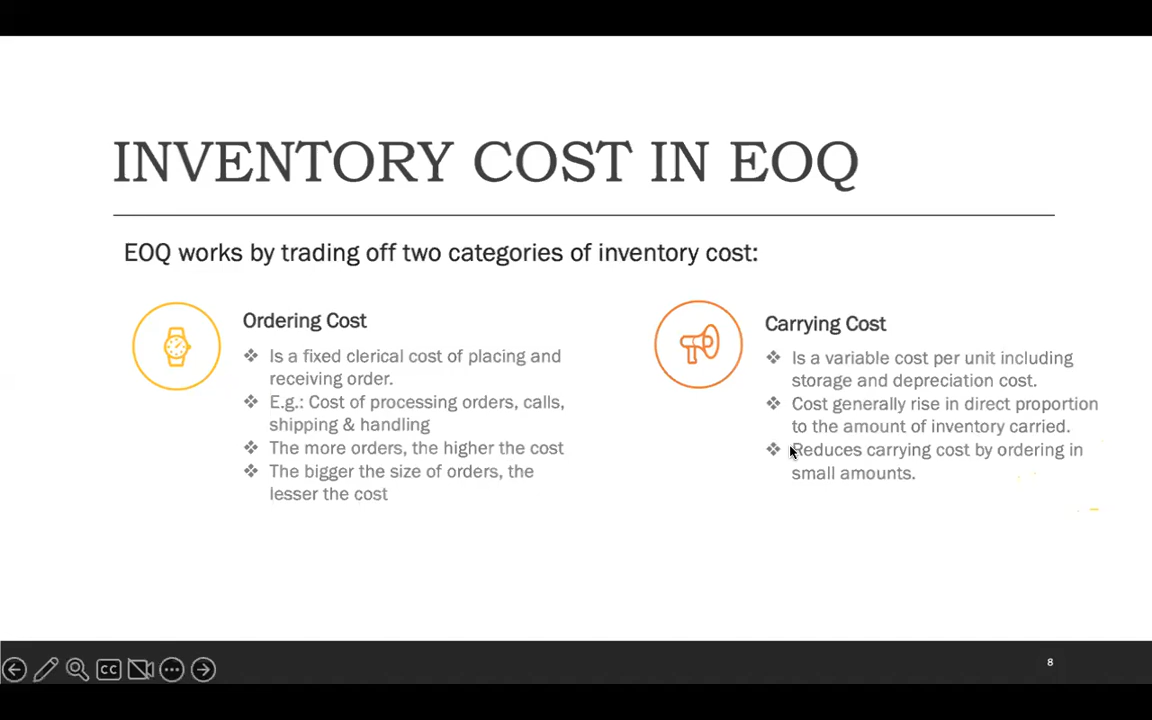 INVENTORY COST IN EOQ
EOQ works by trading off two categories of inventory cost:
Ordering Cost
❖ Is a fixed clerical cost of placing and
receiving order.
❖ E.g.: Cost of processing orders, calls,
shipping & handling
❖ The more orders, the higher the cost
❖ The bigger the size of orders, the
lesser the cost
Carrying Cost
❖ Is a variable cost per unit including
storage and depreciation cost.
❖ Cost generally rise in direct proportion
to the amount of inventory carried.
❖ Reduces carrying cost by ordering in
small amounts.
CC
8